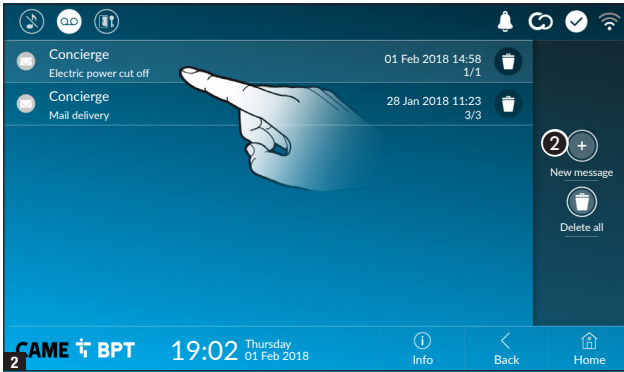 Concierge
01 Feb 2018 14:58
Electric power cut off
1/1
Concierge
28 Jan 2018 11:23
Mail delivery
3/3
2
+
New message
Delete all
2
CAME BPT
19:02
Thursday
01 Feb 2018
Info
Back
Home